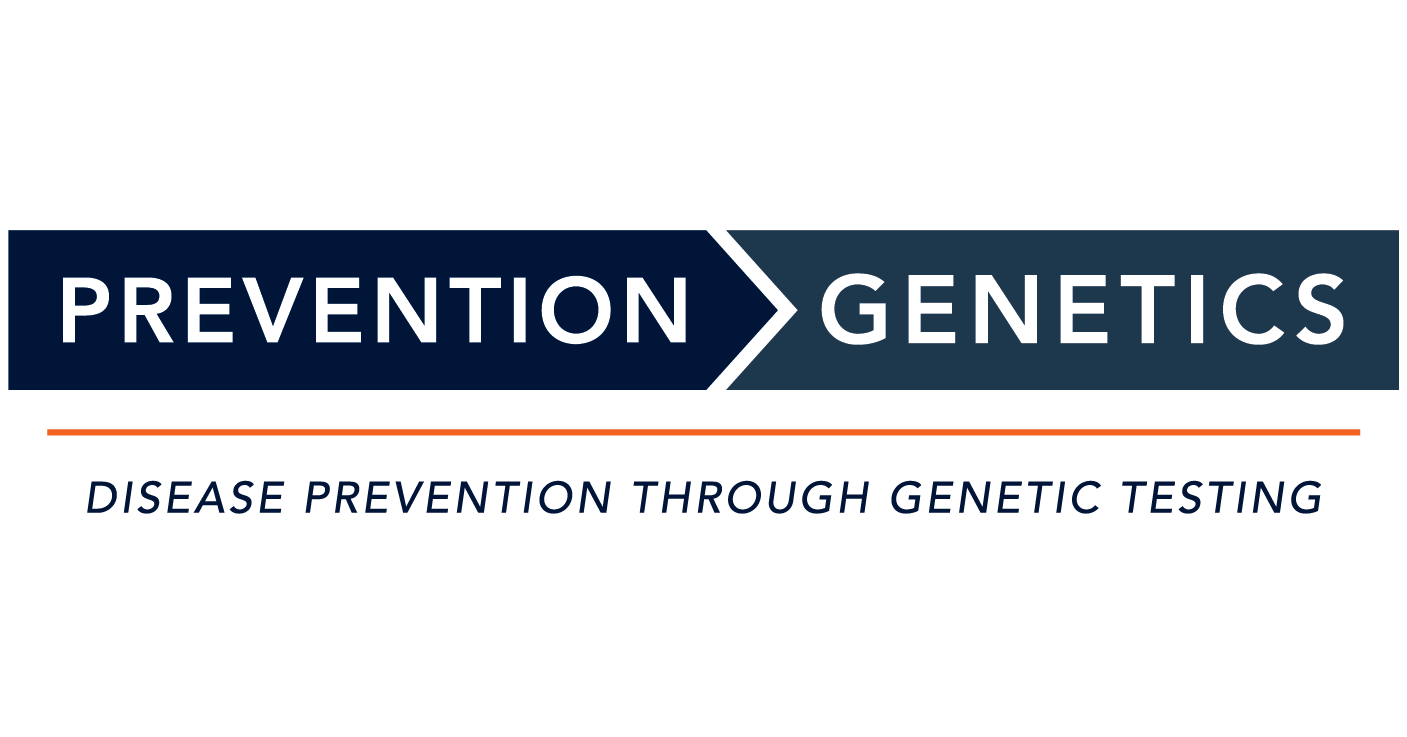 PREVENTION GENETICS
DISEASE PREVENTION THROUGH GENETIC TESTING